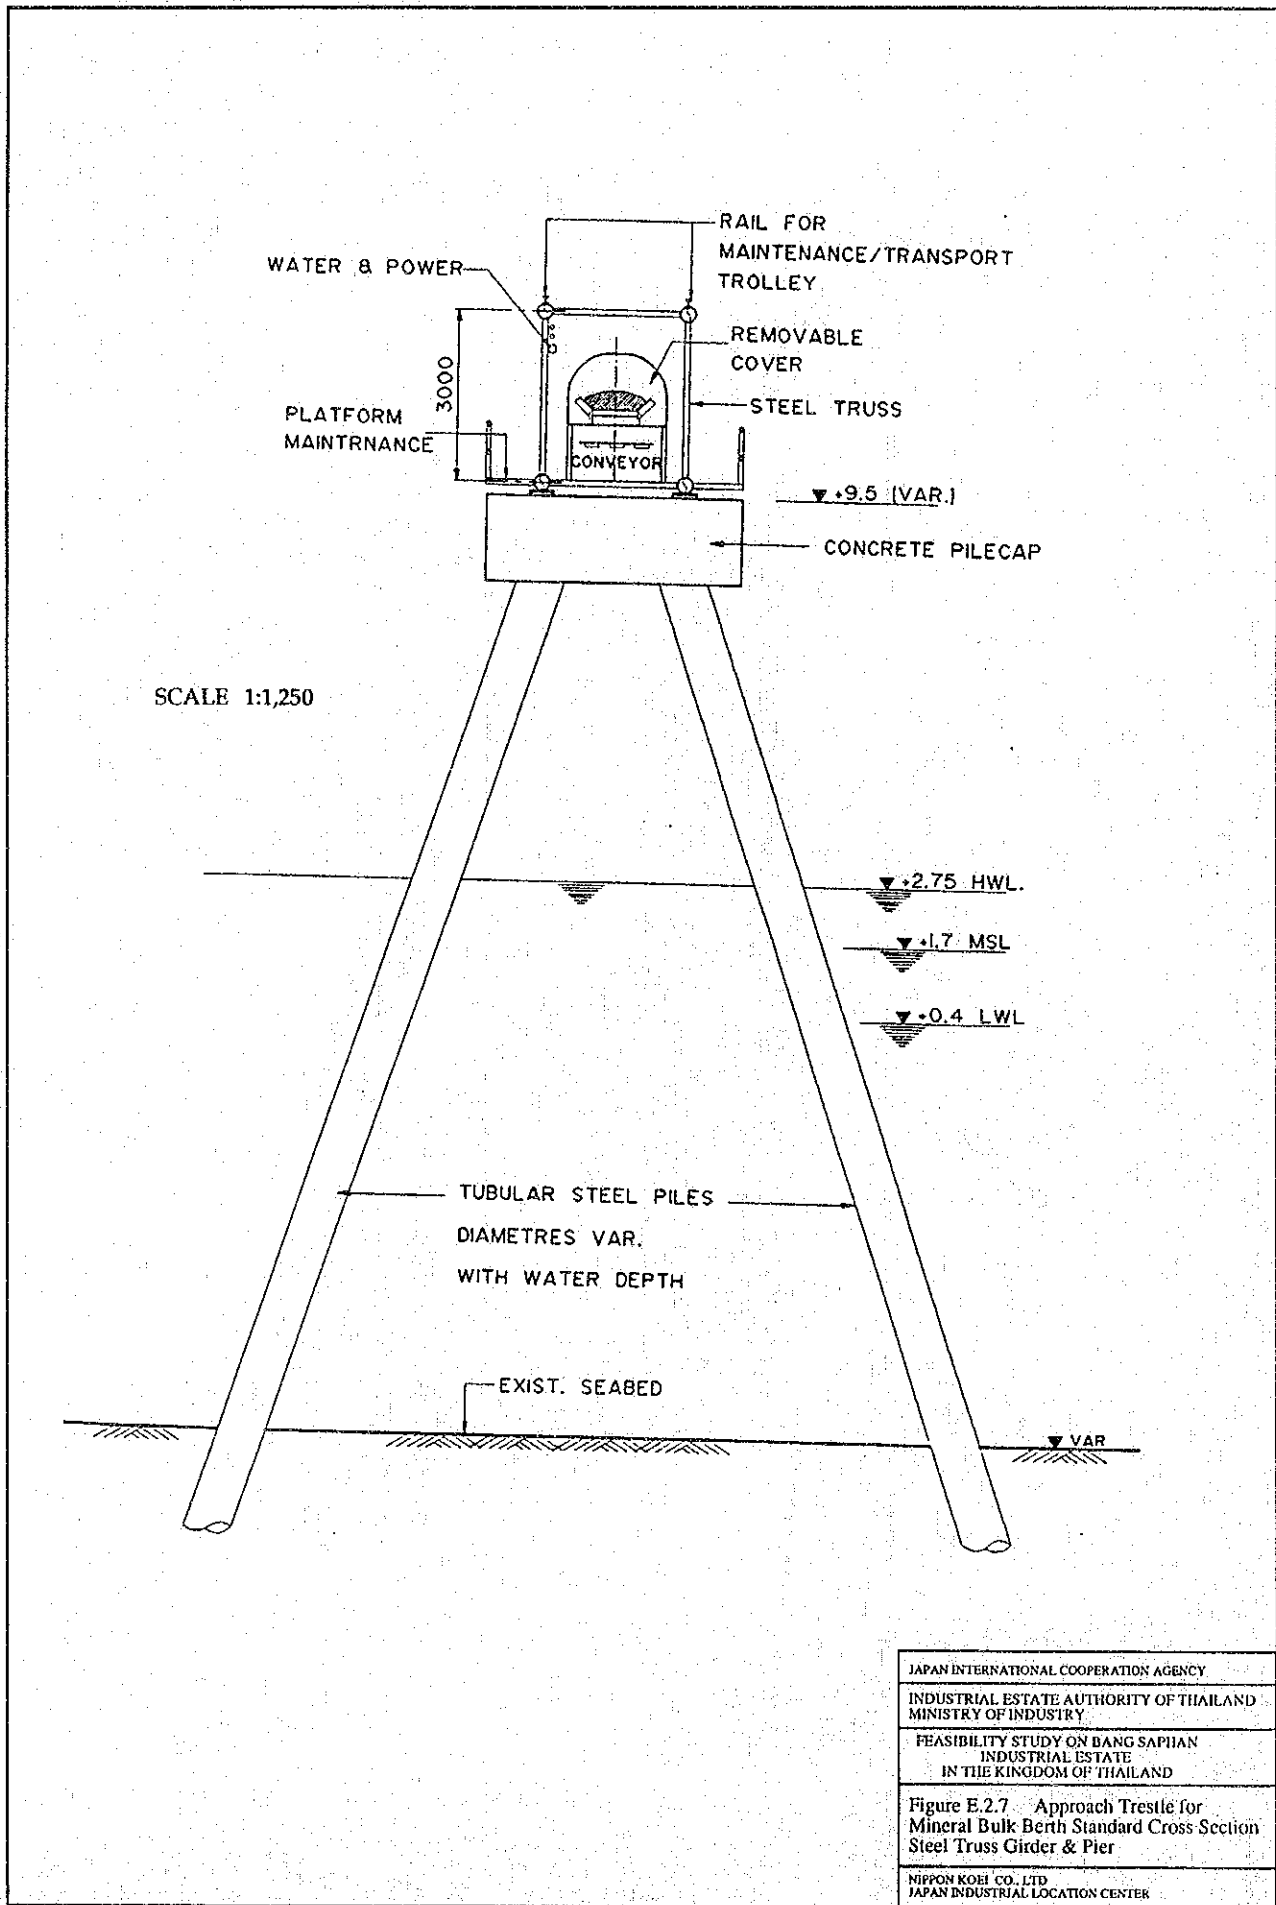 RAIL FOR
MAINTENANCE/TRANSPORT
TROLLEY
WATER & POWER
REMOVABLE
COVER
3000
STEEL TRUSS
PLATFORM
MAINTRNANCE
CONVEYOR
+9.5 (VAR.)
CONCRETE PILECAP
SCALE 1:1,250
+2.75 HWL.
+1.7 MSL
+0.4 LWL
TUBULAR STEEL PILES
DIAMETRES VAR.
WITH WATER DEPTH
EXIST. SEABED
VAR
JAPAN INTERNATIONAL COOPERATION AGENCY
INDUSTRIAL ESTATE AUTHORITY OF THAILAND
MINISTRY OF INDUSTRY
FEASIBILITY STUDY ON BANG SAPHAN
INDUSTRIAL ESTATE
IN THE KINGDOM OF THAILAND
Figure E.2.7 Approach Trestle for
Mineral Bulk Berth Standard Cross Section
Steel Truss Girder & Pier
NIPPON KOEI CO., LTD
JAPAN INDUSTRIAL LOCATION CENTER